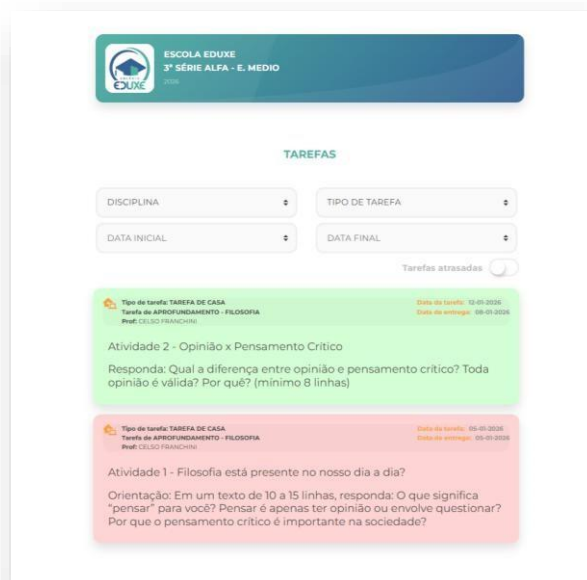 ESCOLA EDUXE
3ª SÉRIE ALFA - E. MEDIO
2026
EDUXE
TAREFAS
DISCIPLINA
TIPO DE TAREFA
DATA INICIAL
DATA FINAL
Tarefas atrasadas
Tipo de tarefa: TAREFA DE CASA
Data da tarefa: 12-01-2026
Tarefa de APROFUNDAMENTO - FILOSOFIA
Data de entrega: 08-01-2026
Prof: CELSO FRANCHINI
Atividade 2 - Opinião x Pensamento Crítico
Responda: Qual a diferença entre opinião e pensamento crítico? Toda
opinião é válida? Por quê? (mínimo 8 linhas)
Tipo de tarefa: TAREFA DE CASA
Data da tarefa: 05-01-2026
Tarefa de APROFUNDAMENTO - FILOSOFIA
Data de entrega: 05-01-2026
Prof: CELSO FRANCHINI
Atividade 1 - Filosofia está presente no nosso dia a dia?
Orientação: Em um texto de 10 a 15 linhas, responda: O que significa
“pensar” para você? Pensar é apenas ter opinião ou envolve questionar?
Por que o pensamento crítico é importante na sociedade?